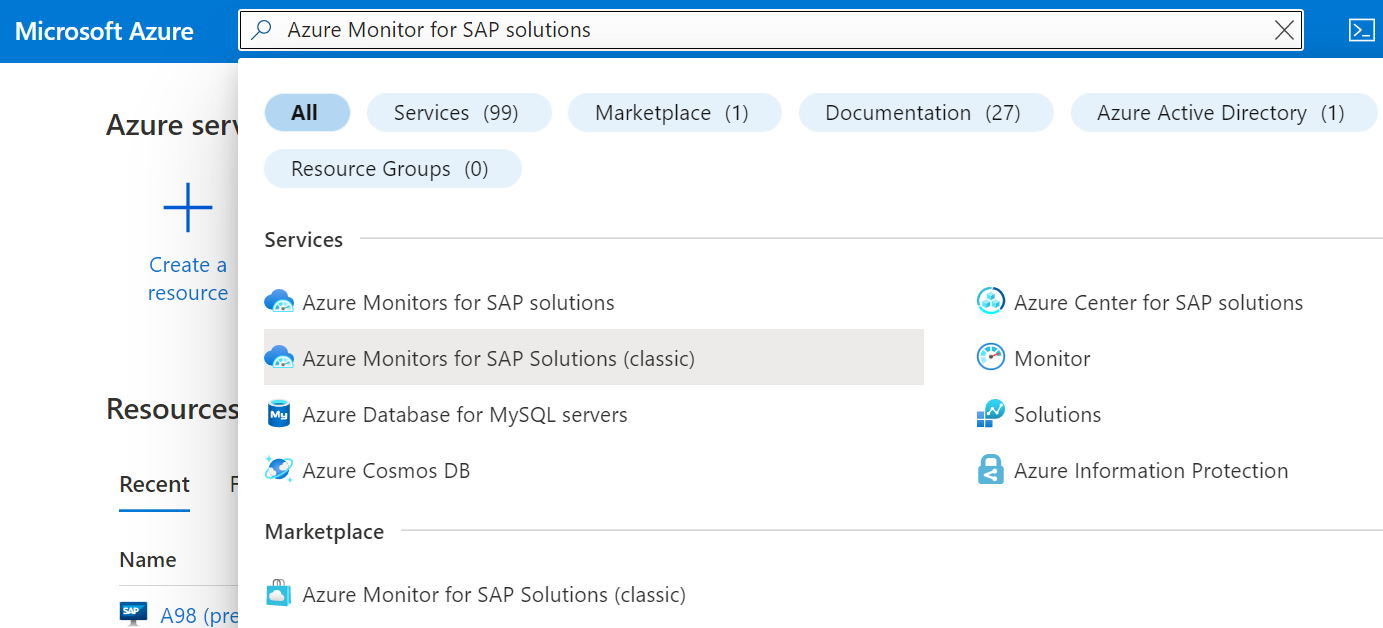 Microsoft Azure
Azure Monitor for SAP solutions
All
Services (99)
Marketplace (1)
Documentation (27)
Azure Active Directory (1)
Resource Groups (0)
Azure serv
Create a
resource
Services
Azure Monitors for SAP solutions
Azure Center for SAP solutions
Azure Monitors for SAP Solutions (classic)
Monitor
My
Azure Database for MySQL servers
Solutions
Azure Cosmos DB
Azure Information Protection
Resources
Recent
F
Marketplace
Name
Azure Monitor for SAP Solutions (classic)
SAP
A98 (pre